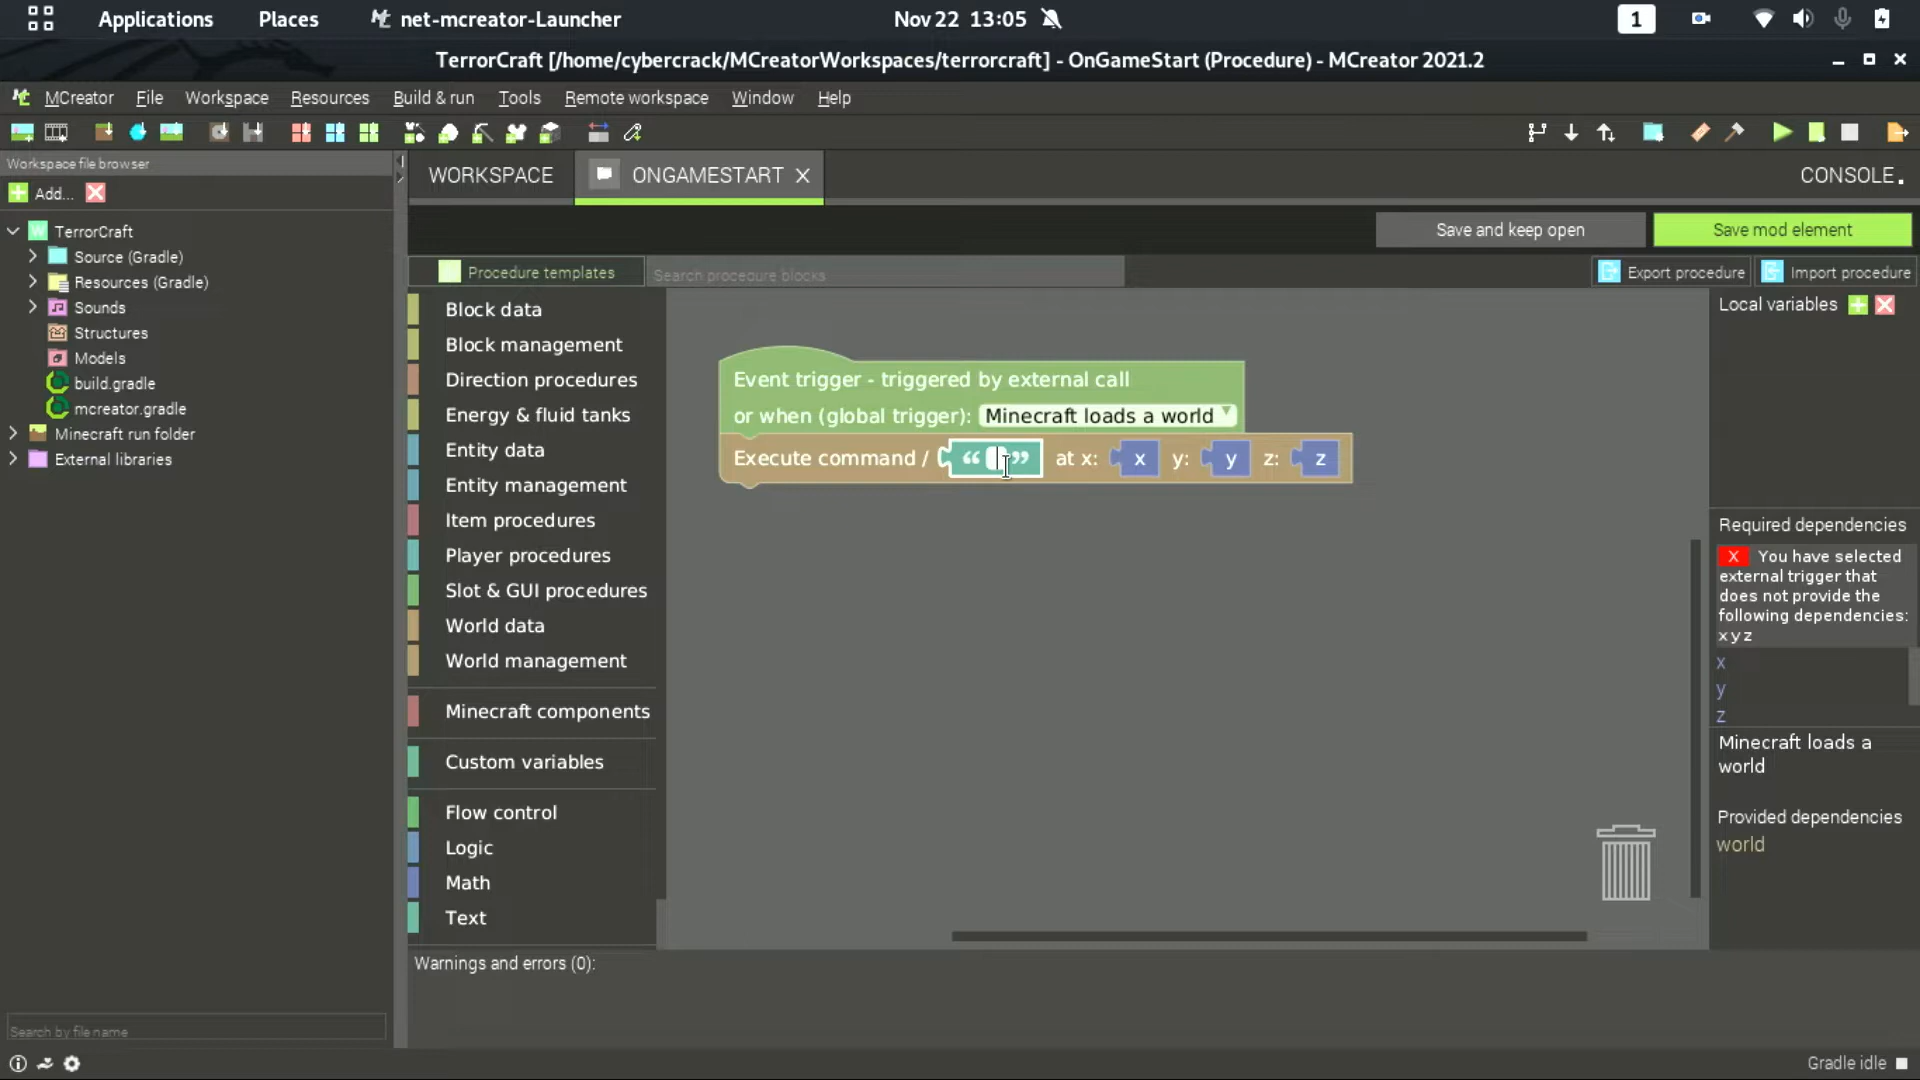 Applications Places net-mcreator-Launcher Nov 22 13:05 1
TerrorCraft [/home/cybercrack/MCreatorWorkspaces/terrorcraft] - OnGameStart (Procedure) - MCreator 2021.2
MCreator File Workspace Resources Build & run Tools Remote workspace Window Help
Workspace file browser
Add...
TerrorCraft
Source (Gradle)
Resources (Gradle)
Sounds
Structures
Models
build.gradle
mcreator.gradle
Minecraft run folder
External libraries
Search by file name
WORKSPACE ONGAMESTART X CONSOLE.
Save and keep open Save mod element
Procedure templates Search procedure blocks Export procedure Import procedure
Block data
Block management
Direction procedures
Energy & fluid tanks
Entity data
Entity management
Item procedures
Player procedures
Slot & GUI procedures
World data
World management
Minecraft components
Custom variables
Flow control
Logic
Math
Text
Event trigger - triggered by external call
or when (global trigger): Minecraft loads a world
Execute command / “ ” at x: x y: y z: z
Local variables
Required dependencies
X You have selected
external trigger that
does not provide the
following dependencies:
x y z
x
y
z
Minecraft loads a
world
Provided dependencies
world
Warnings and errors (0):
Gradle idle